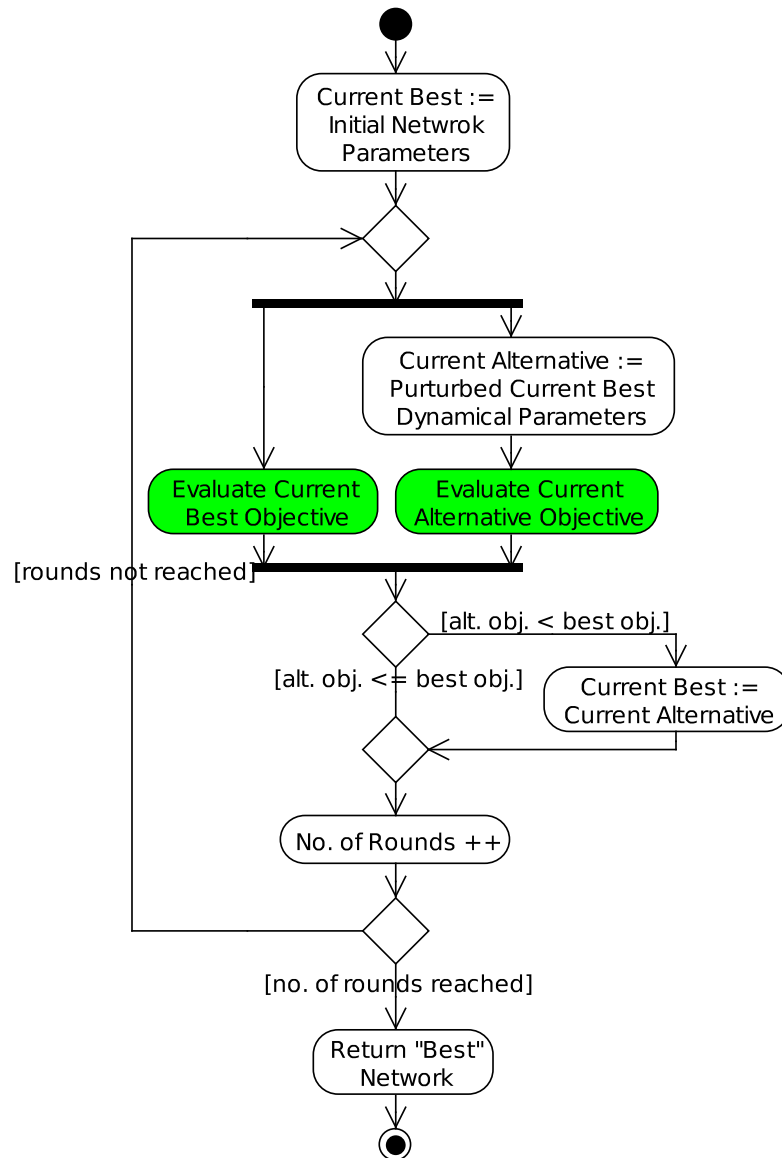 Current Best :=
Initial Netwrok
Parameters
Current Alternative :=
Purturbed Current Best
Dynamical Parameters
Evaluate Current
Best Objective
Evaluate Current
Alternative Objective
[rounds not reached]
[alt. obj. < best obj.]
[alt. obj. <= best obj.]
Current Best :=
Current Alternative
No. of Rounds ++
[no. of rounds reached]
Return "Best"
Network